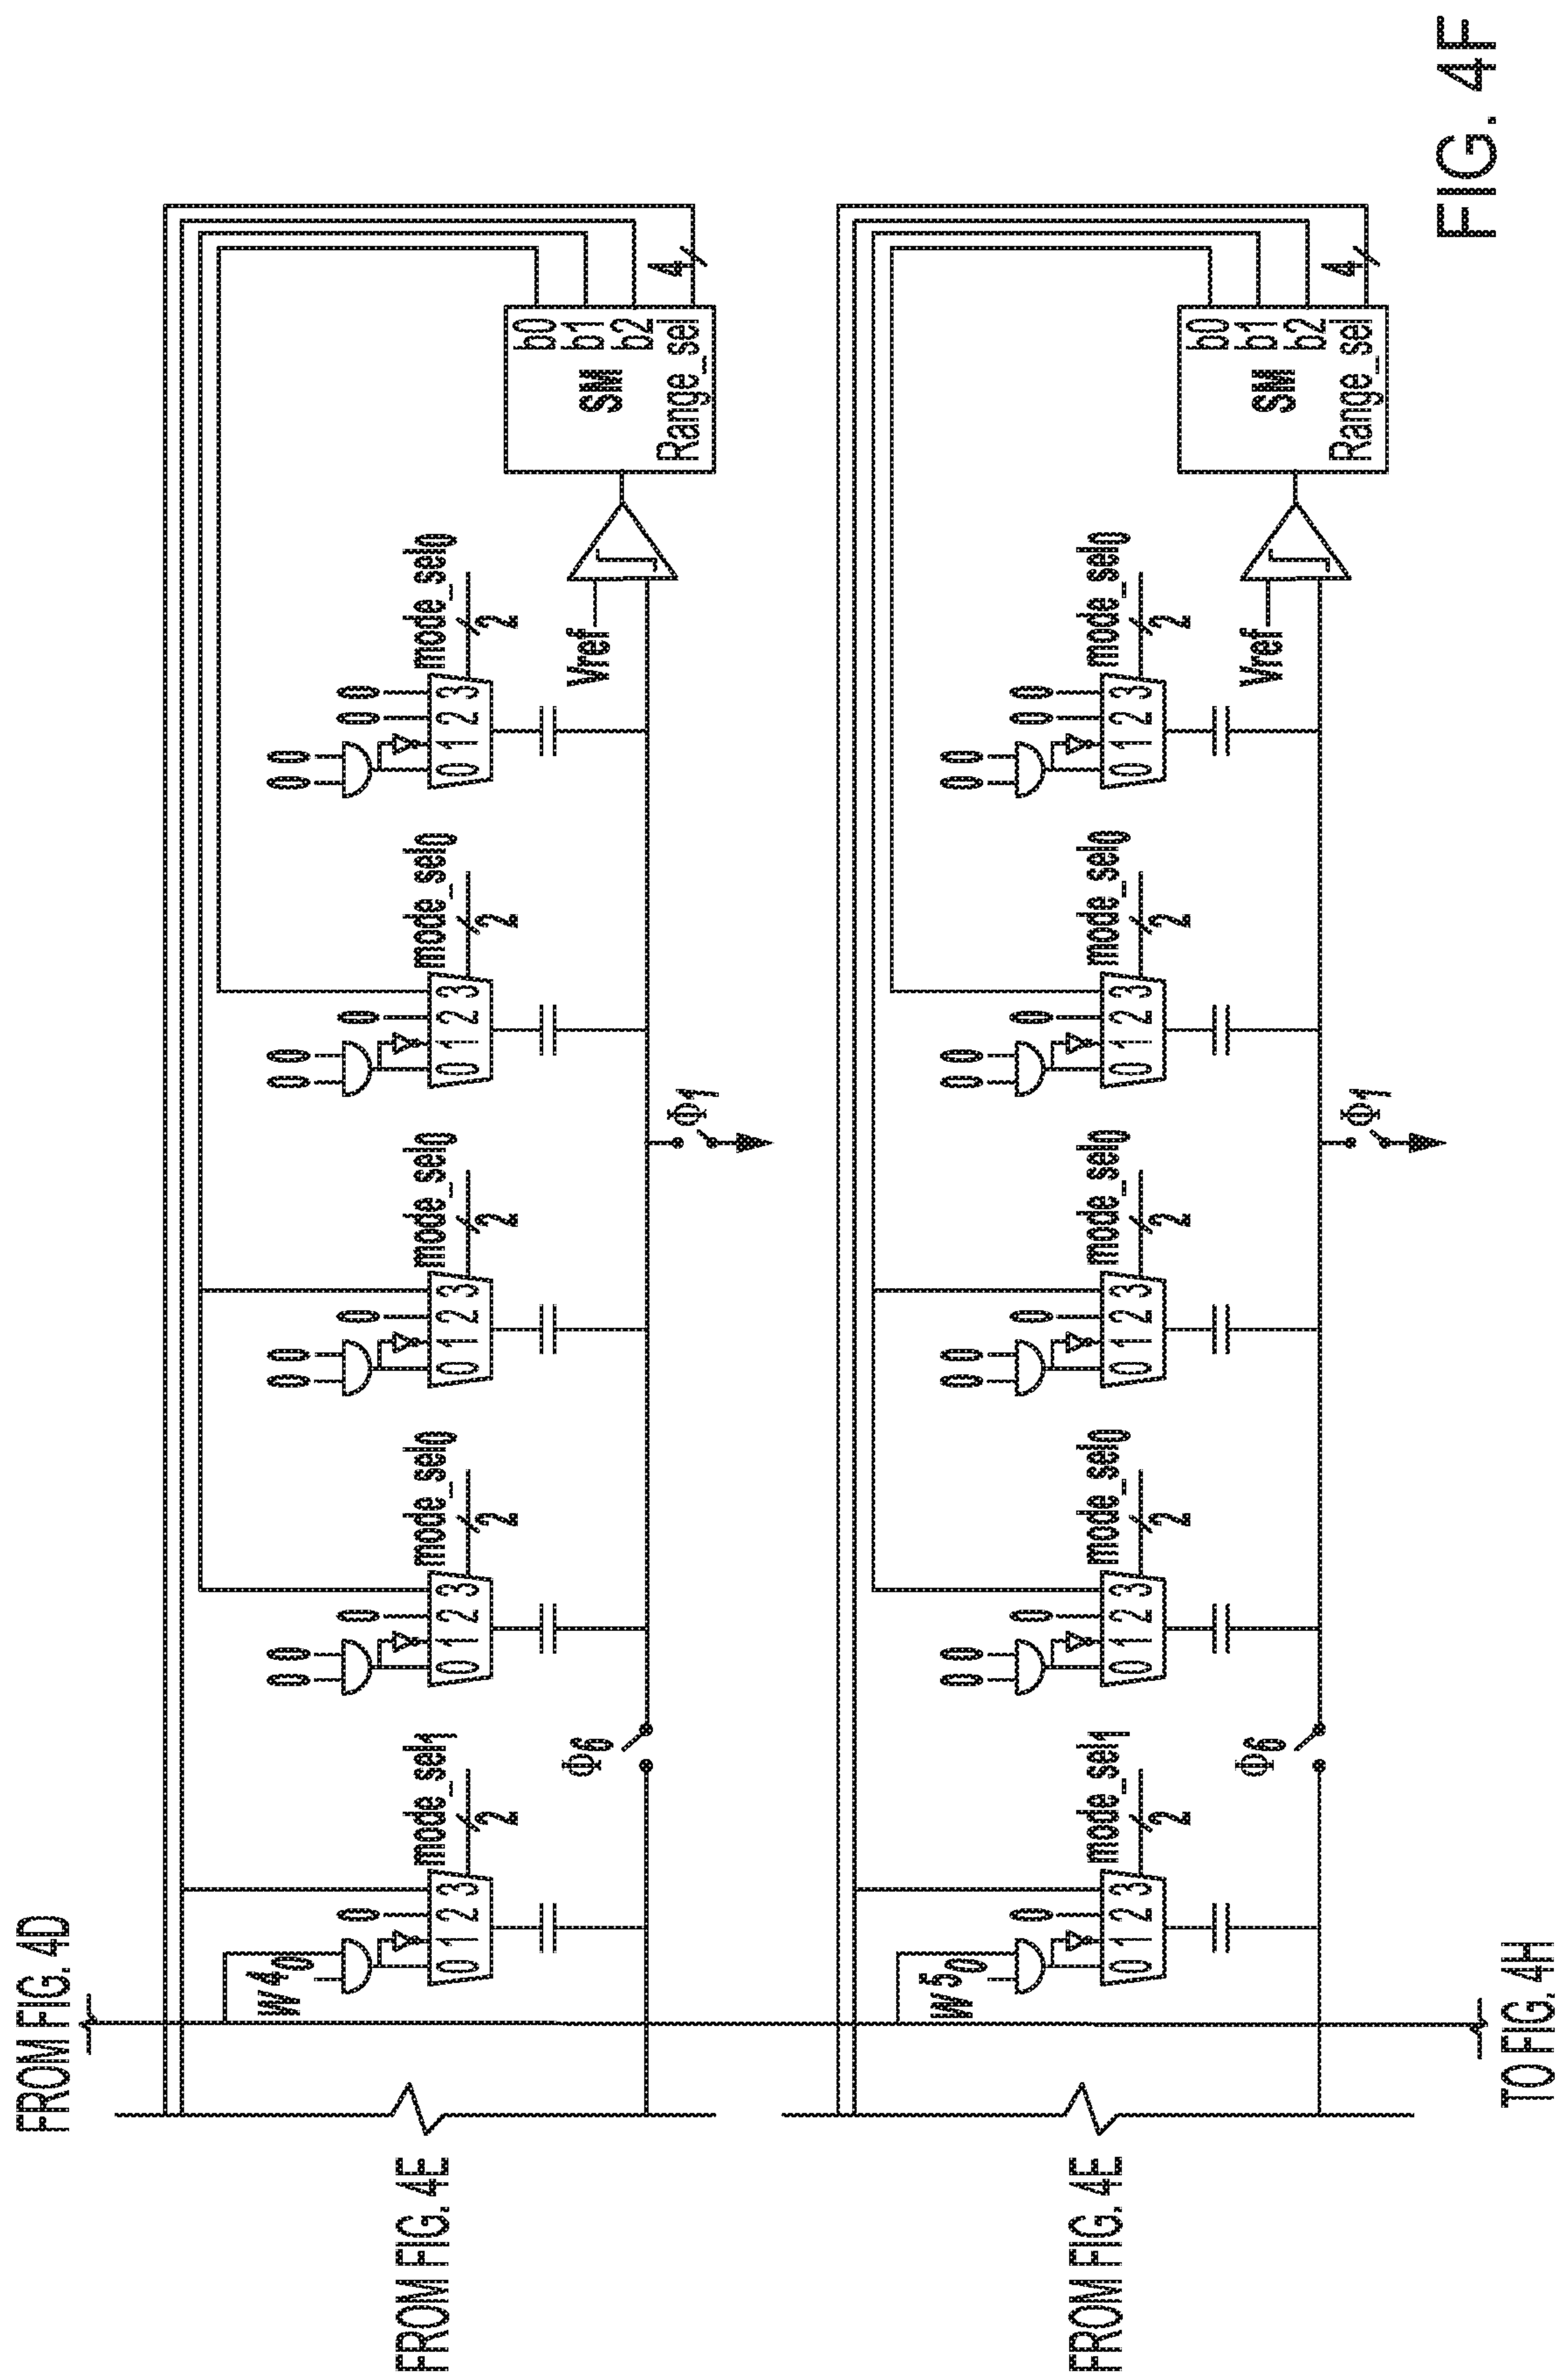 FROM FIG. 4D
w⁴₀
0 0
0 0
0 0
0 0
0
0
0
0
0 0
FROM FIG. 4E
mode_sel1
mode_sel0
mode_sel0
mode_sel0
mode_sel0
0 1 2 3
0 1 2 3
0 1 2 3
0 1 2 3
0 1 2 3
2
2
2
2
2
b0
b1
SM
b2
Range_sel
4
Φ6
Vref
Φ1
w⁵₀
0 0
0 0
0 0
0 0
0
0
0
0
0 0
FROM FIG. 4E
mode_sel1
mode_sel0
mode_sel0
mode_sel0
mode_sel0
0 1 2 3
0 1 2 3
0 1 2 3
0 1 2 3
0 1 2 3
2
2
2
2
2
b0
b1
SM
b2
Range_sel
4
Φ6
Vref
Φ1
TO FIG. 4H
FIG. 4F